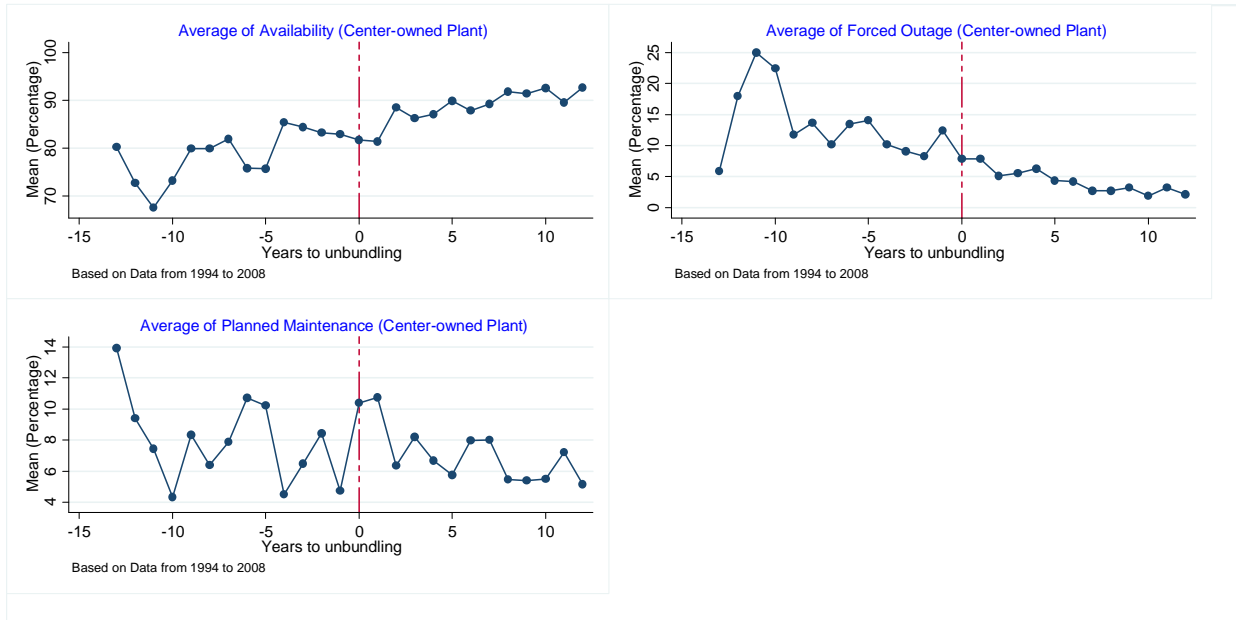 Average of Availability (Center-owned Plant)
Mean (Percentage)
100
90
80
70
-15 -10 -5 0 5 10
Years to unbundling
Based on Data from 1994 to 2008
Average of Forced Outage (Center-owned Plant)
Mean (Percentage)
25
20
15
10
5
0
-15 -10 -5 0 5 10
Years to unbundling
Based on Data from 1994 to 2008
Average of Planned Maintenance (Center-owned Plant)
Mean (Percentage)
14
12
10
8
6
4
-15 -10 -5 0 5 10
Years to unbundling
Based on Data from 1994 to 2008